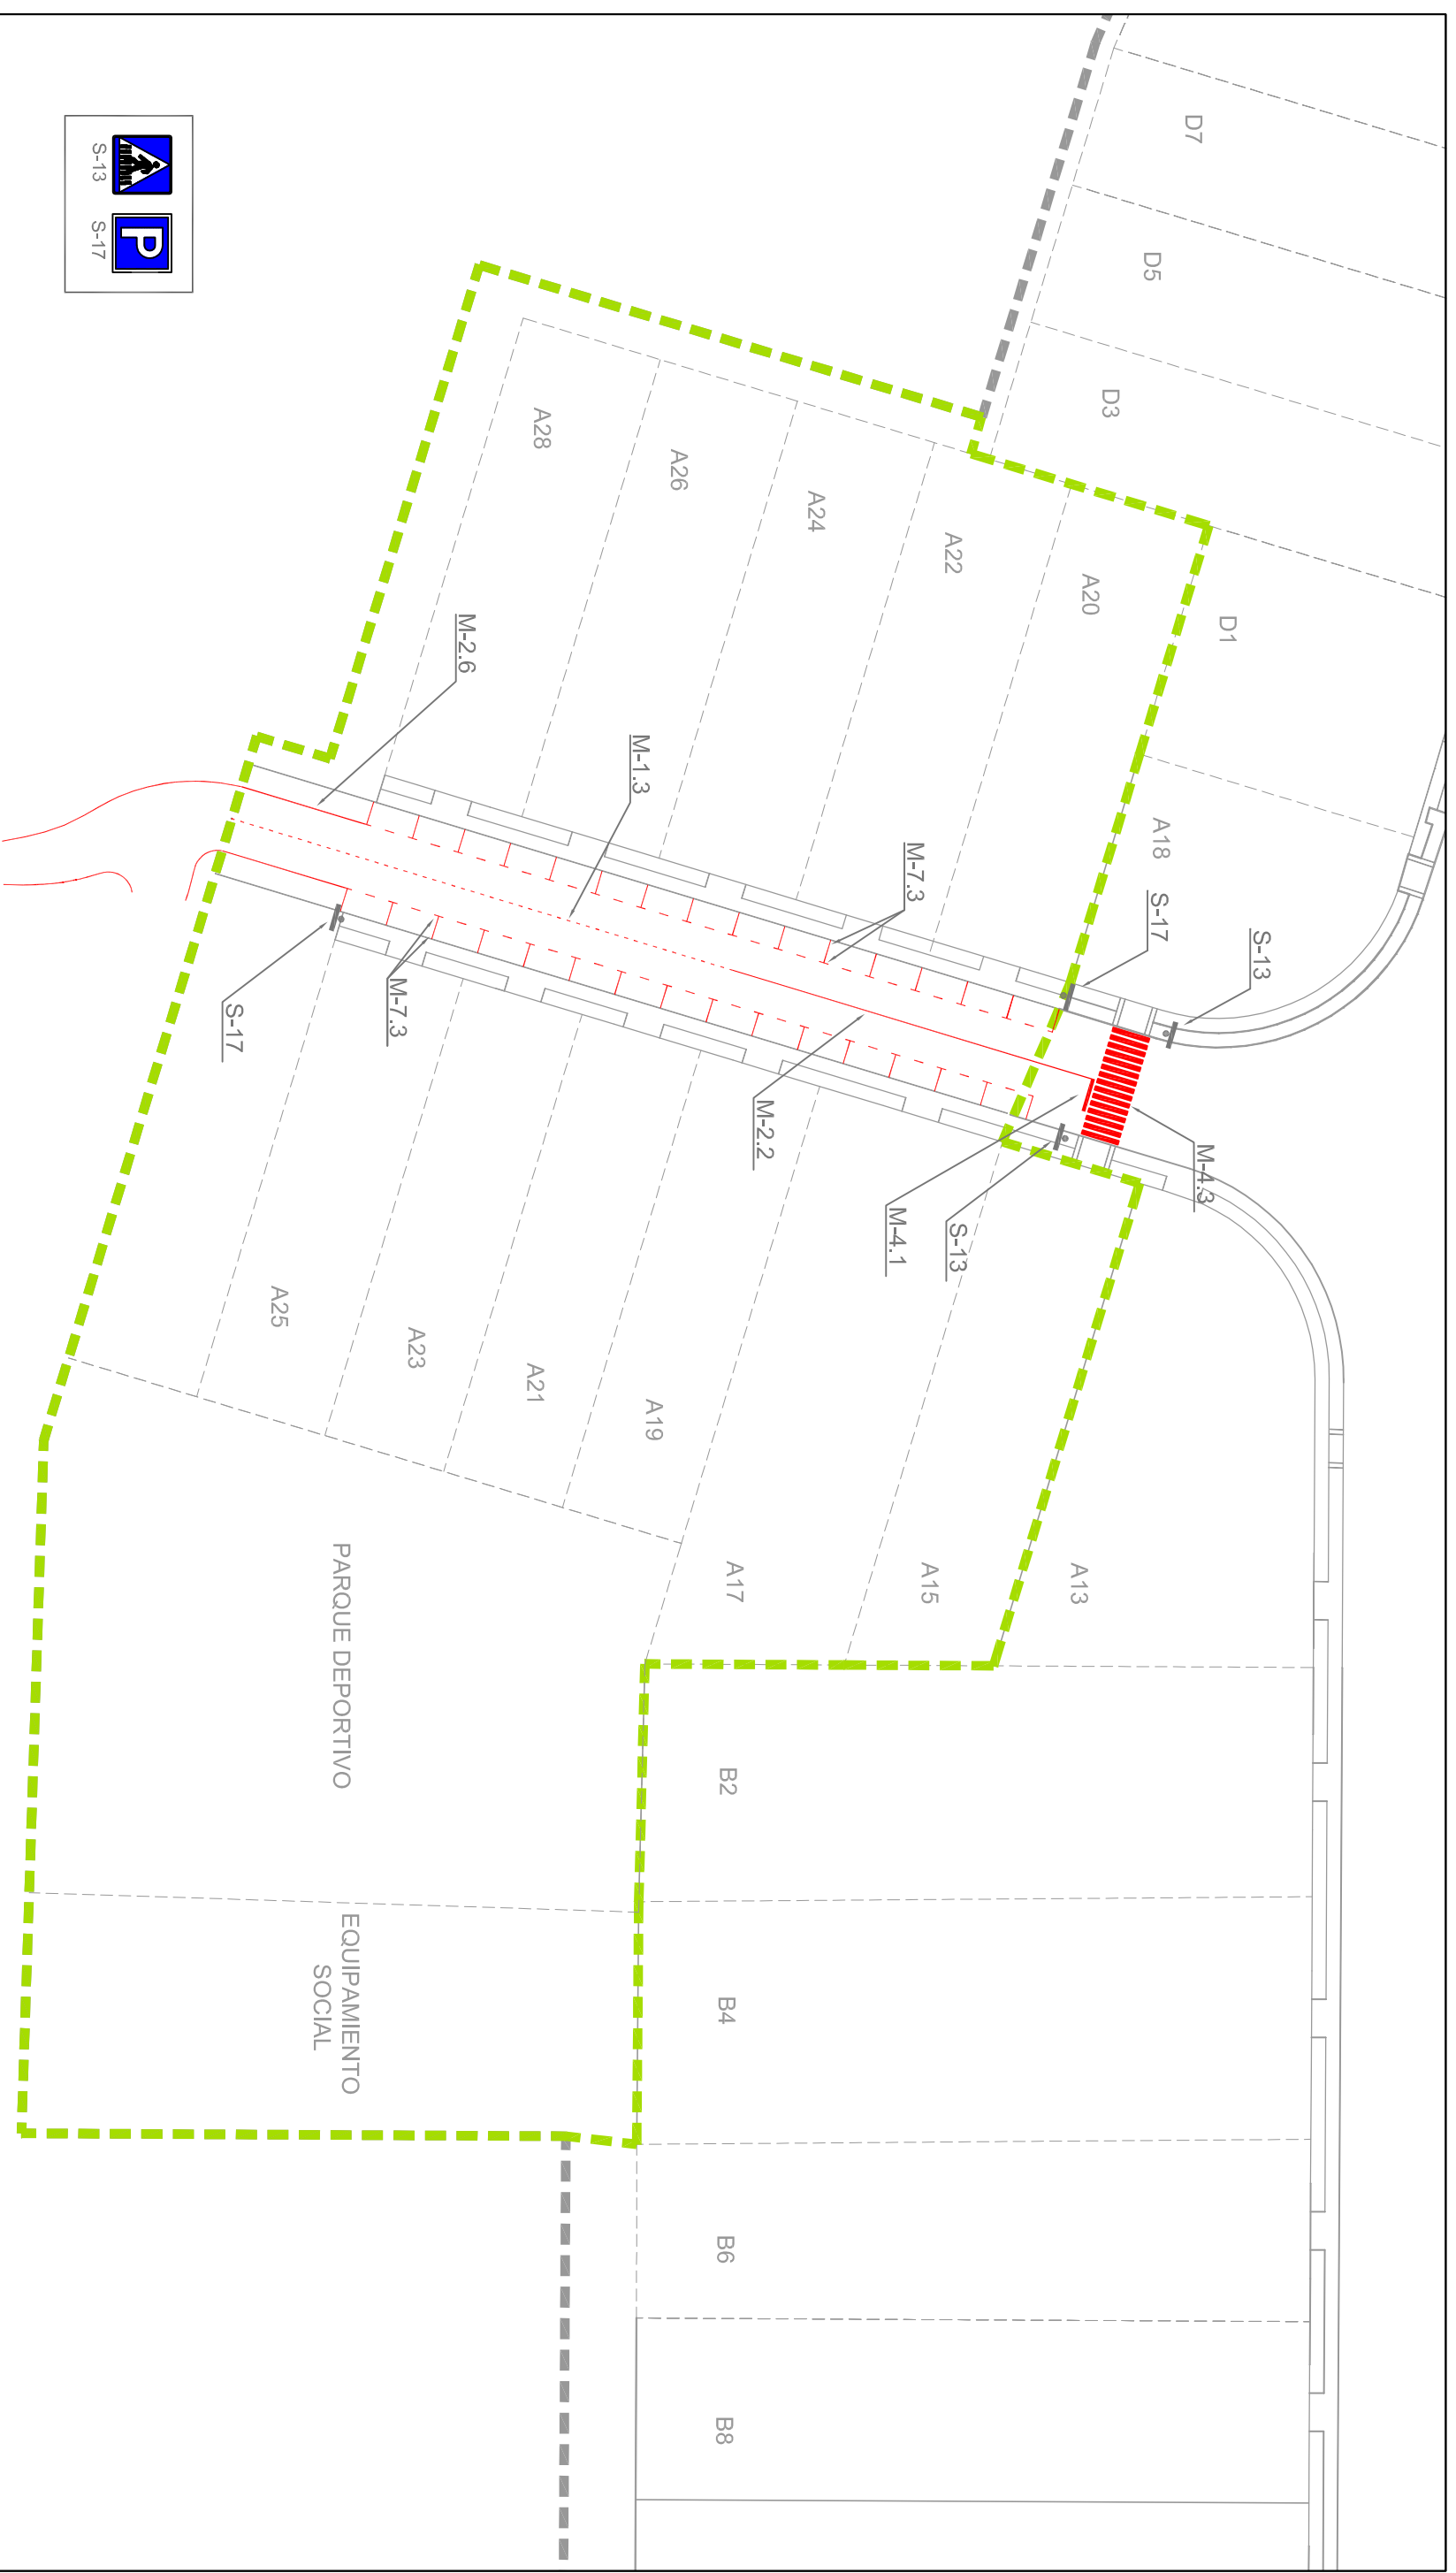 D7
D5
D3
D1
A28
A26
A24
A22
A20
A18
S-17
S-13
M-2.6
M-1.3
M-7.3
S-17
M-7.3
M-2.2
M-4.1
S-13
M-4.3
A25
A23
A21
A19
A17
A15
A13
PARQUE DEPORTIVO
EQUIPAMIENTO
SOCIAL
B2
B4
B6
B8
P
S-13
S-17